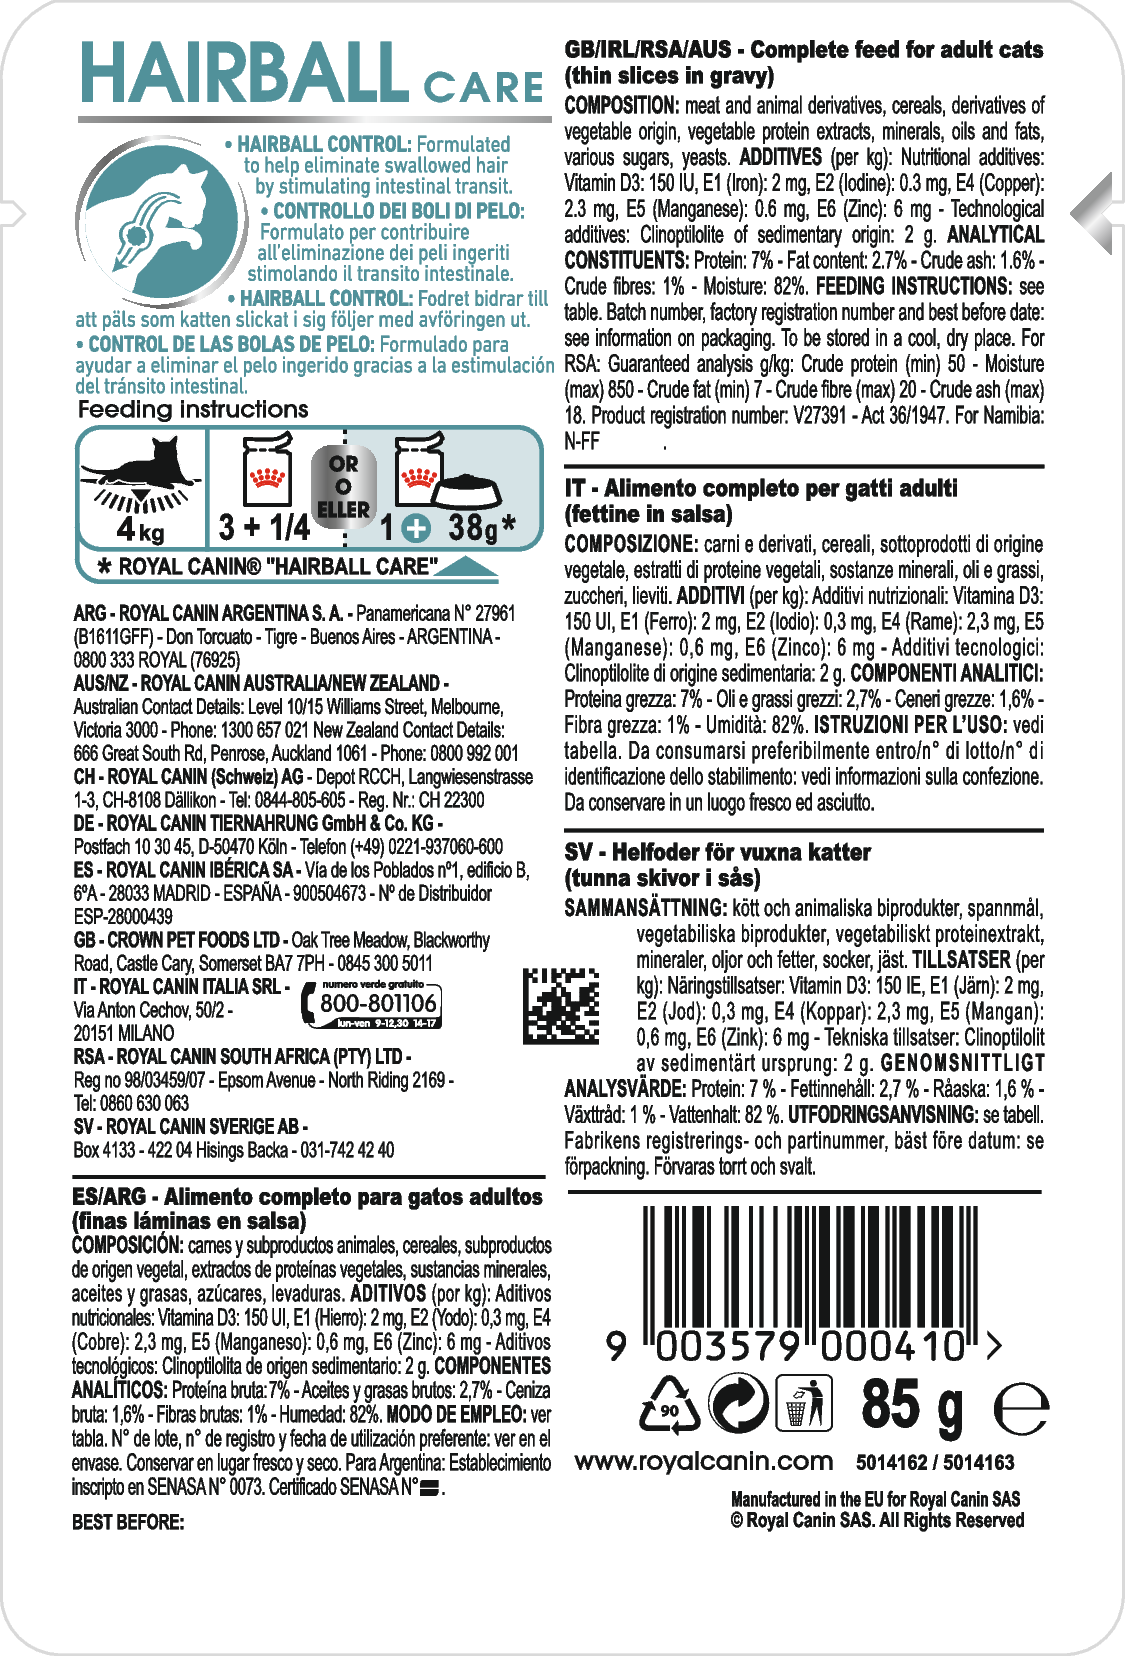 HAIRBALL CARE
• HAIRBALL CONTROL: Formulated
to help eliminate swallowed hair
by stimulating intestinal transit.
• CONTROLLO DEI BOLI DI PELO:
Formulato per contribuire
all'eliminazione dei peli ingeriti
stimolando il transito intestinale.
• HAIRBALL CONTROL: Fodret bidrar till
att päls som katten slickat i sig följer med avföringen ut.
• CONTROL DE LAS BOLAS DE PELO: Formulado para
ayudar a eliminar el pelo ingerido gracias a la estimulación
del tránsito intestinal.
Feeding instructions
4 kg
3 + 1/4
OR
O
ELLER
1 + 38g*
* ROYAL CANIN® "HAIRBALL CARE"
ARG - ROYAL CANIN ARGENTINA S. A. - Panamericana N° 27961
(B1611GFF) - Don Torcuato - Tigre - Buenos Aires - ARGENTINA -
0800 333 ROYAL (76925)
AUS/NZ - ROYAL CANIN AUSTRALIA/NEW ZEALAND -
Australian Contact Details: Level 10/15 Williams Street, Melbourne,
Victoria 3000 - Phone: 1300 657 021 New Zealand Contact Details:
666 Great South Rd, Penrose, Auckland 1061 - Phone: 0800 992 001
CH - ROYAL CANIN (Schweiz) AG - Depot RCCH, Langwiesenstrasse
1-3, CH-8108 Dällikon - Tel: 0844-805-605 - Reg. Nr.: CH 22300
DE - ROYAL CANIN TIERNAHRUNG GmbH & Co. KG -
Postfach 10 30 45, D-50470 Köln - Telefon (+49) 0221-937060-600
ES - ROYAL CANIN IBÉRICA SA - Vía de los Poblados nº1, edificio B,
6ºA - 28033 MADRID - ESPAÑA - 900504673 - Nº de Distribuidor
ESP-28000439
GB - CROWN PET FOODS LTD - Oak Tree Meadow, Blackworthy
Road, Castle Cary, Somerset BA7 7PH - 0845 300 5011
IT - ROYAL CANIN ITALIA SRL -
Via Anton Cechov, 50/2 -
20151 MILANO
numero verde gratuito
800-801106
lun-ven 9-12,30 14-17
RSA - ROYAL CANIN SOUTH AFRICA (PTY) LTD -
Reg no 98/03459/07 - Epsom Avenue - North Riding 2169 -
Tel: 0860 630 063
SV - ROYAL CANIN SVERIGE AB -
Box 4133 - 422 04 Hisings Backa - 031-742 42 40
ES/ARG - Alimento completo para gatos adultos
(finas láminas en salsa)
COMPOSICIÓN: carnes y subproductos animales, cereales, subproductos
de origen vegetal, extractos de proteínas vegetales, sustancias minerales,
aceites y grasas, azúcares, levaduras. ADITIVOS (por kg): Aditivos
nutricionales: Vitamina D3: 150 UI, E1 (Hierro): 2 mg, E2 (Yodo): 0,3 mg, E4
(Cobre): 2,3 mg, E5 (Manganeso): 0,6 mg, E6 (Zinc): 6 mg - Aditivos
tecnológicos: Clinoptilolita de origen sedimentario: 2 g. COMPONENTES
ANALÍTICOS: Proteína bruta: 7% - Aceites y grasas brutos: 2,7% - Ceniza
bruta: 1,6% - Fibras brutas: 1% - Humedad: 82%. MODO DE EMPLEO: ver
tabla. N° de lote, n° de registro y fecha de utilización preferente: ver en el
envase. Conservar en lugar fresco y seco. Para Argentina: Establecimiento
inscripto en SENASA N° 0073. Certificado SENASA N° .
BEST BEFORE:
GB/IRL/RSA/AUS - Complete feed for adult cats
(thin slices in gravy)
COMPOSITION: meat and animal derivatives, cereals, derivatives of
vegetable origin, vegetable protein extracts, minerals, oils and fats,
various sugars, yeasts. ADDITIVES (per kg): Nutritional additives:
Vitamin D3: 150 IU, E1 (Iron): 2 mg, E2 (Iodine): 0.3 mg, E4 (Copper):
2.3 mg, E5 (Manganese): 0.6 mg, E6 (Zinc): 6 mg - Technological
additives: Clinoptilolite of sedimentary origin: 2 g. ANALYTICAL
CONSTITUENTS: Protein: 7% - Fat content: 2.7% - Crude ash: 1.6% -
Crude fibres: 1% - Moisture: 82%. FEEDING INSTRUCTIONS: see
table. Batch number, factory registration number and best before date:
see information on packaging. To be stored in a cool, dry place. For
RSA: Guaranteed analysis g/kg: Crude protein (min) 50 - Moisture
(max) 850 - Crude fat (min) 7 - Crude fibre (max) 20 - Crude ash (max)
18. Product registration number: V27391 - Act 36/1947. For Namibia:
N-FF .
IT - Alimento completo per gatti adulti
(fettine in salsa)
COMPOSIZIONE: carni e derivati, cereali, sottoprodotti di origine
vegetale, estratti di proteine vegetali, sostanze minerali, oli e grassi,
zuccheri, lieviti. ADDITIVI (per kg): Additivi nutrizionali: Vitamina D3:
150 UI, E1 (Ferro): 2 mg, E2 (Iodio): 0,3 mg, E4 (Rame): 2,3 mg, E5
(Manganese): 0,6 mg, E6 (Zinco): 6 mg - Additivi tecnologici:
Clinoptilolite di origine sedimentaria: 2 g. COMPONENTI ANALITICI:
Proteina grezza: 7% - Oli e grassi grezzi: 2,7% - Ceneri grezze: 1,6% -
Fibra grezza: 1% - Umidità: 82%. ISTRUZIONI PER L'USO: vedi
tabella. Da consumarsi preferibilmente entro/n° di lotto/n° di
identificazione dello stabilimento: vedi informazioni sulla confezione.
Da conservare in un luogo fresco ed asciutto.
SV - Helfoder för vuxna katter
(tunna skivor i sås)
SAMMANSÄTTNING: kött och animaliska biprodukter, spannmål,
vegetabiliska biprodukter, vegetabiliskt proteinextrakt,
mineraler, oljor och fetter, socker, jäst. TILLSATSER (per
kg): Näringstillsatser: Vitamin D3: 150 IE, E1 (Järn): 2 mg,
E2 (Jod): 0,3 mg, E4 (Koppar): 2,3 mg, E5 (Mangan):
0,6 mg, E6 (Zink): 6 mg - Tekniska tillsatser: Clinoptilolit
av sedimentärt ursprung: 2 g. GENOMSNITTLIGT
ANALYSVÄRDE: Protein: 7 % - Fettinnehåll: 2,7 % - Råaska: 1,6 % -
Växttråd: 1 % - Vattenhalt: 82 %. UTFODRINGSANVISNING: se tabell.
Fabrikens registrerings- och partinummer, bäst före datum: se
förpackning. Förvaras torrt och svalt.
9 003579 000410 >
90
85 g e
www.royalcanin.com 5014162 / 5014163
Manufactured in the EU for Royal Canin SAS
© Royal Canin SAS. All Rights Reserved